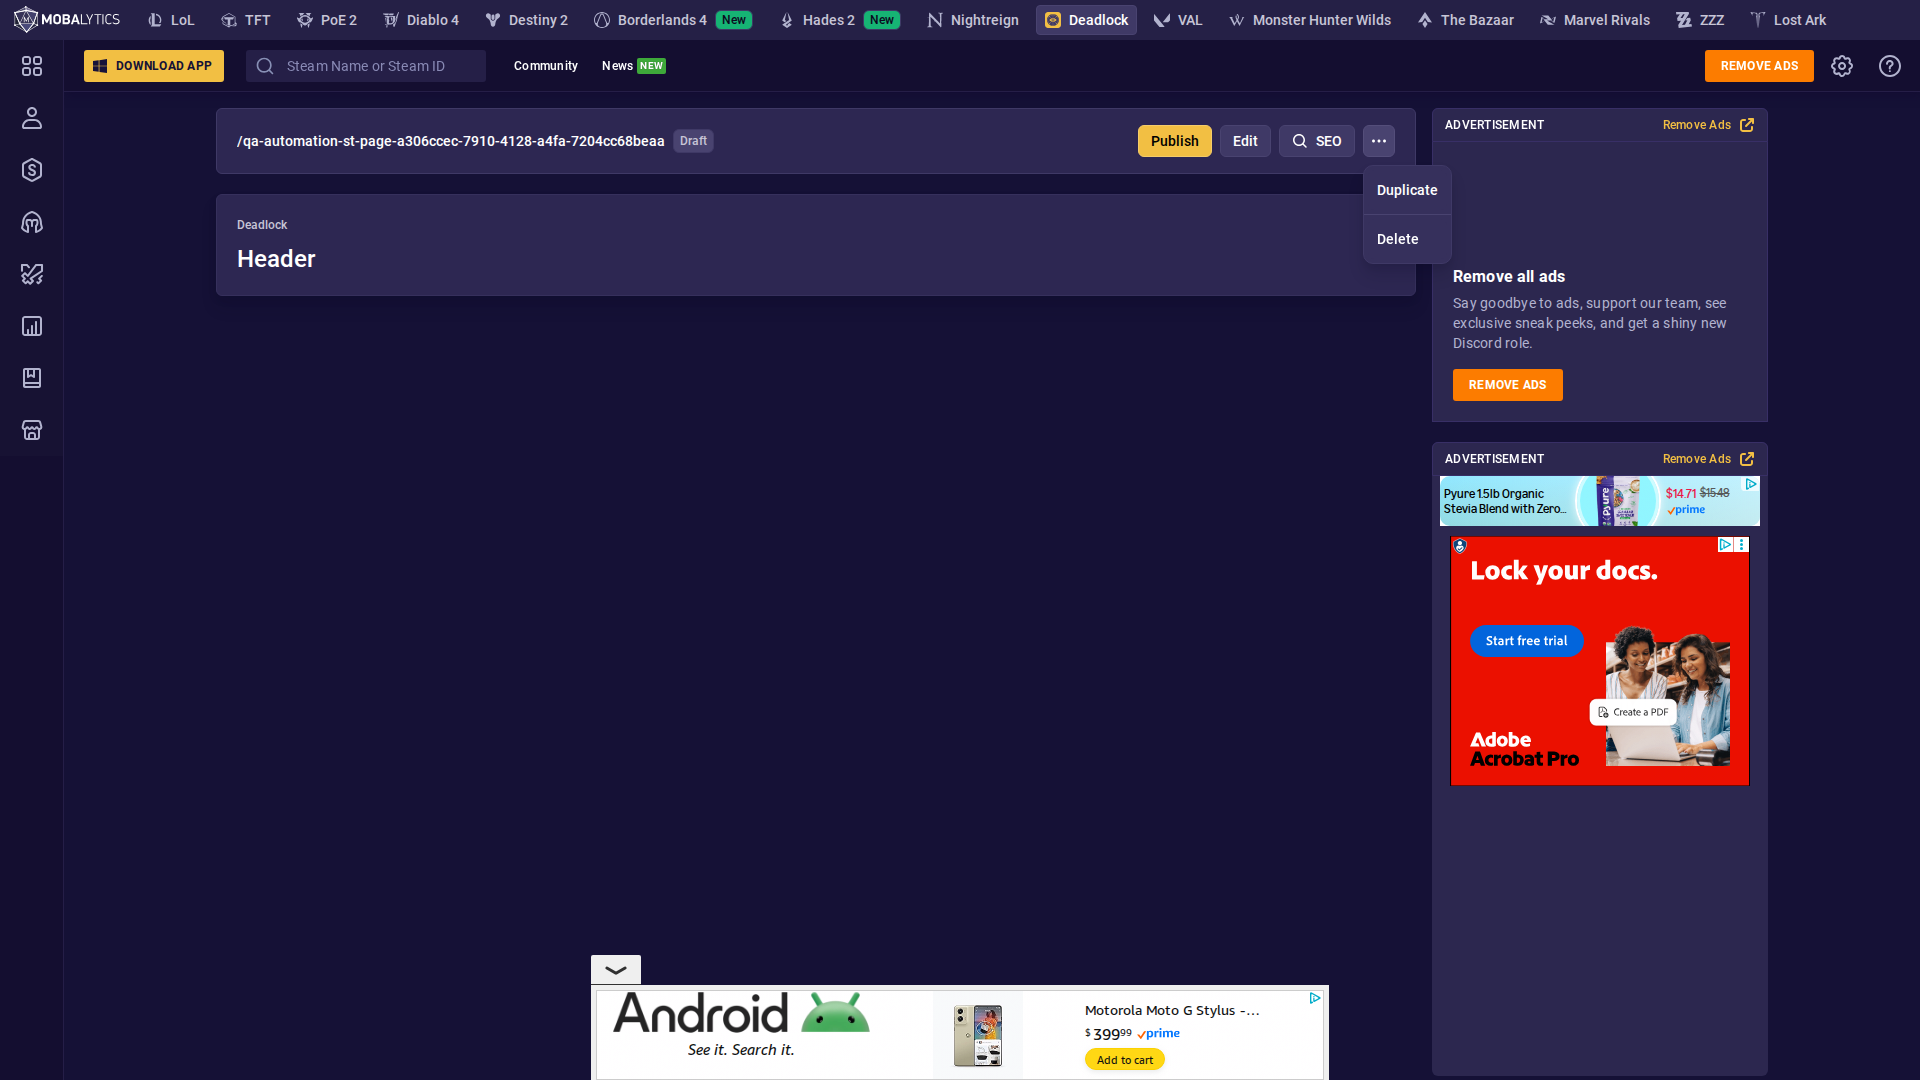 MOBALYTICS
LoL
TFT
PoE 2
Diablo 4
Destiny 2
Borderlands 4 New
Hades 2 New
Nightreign
Deadlock
VAL
Monster Hunter Wilds
The Bazaar
Marvel Rivals
ZZZ
Lost Ark
DOWNLOAD APP
Steam Name or Steam ID
Community
News NEW
REMOVE ADS
/qa-automation-st-page-a306ccec-7910-4128-a4fa-7204cc68beaa Draft
Publish
Edit
SEO
Duplicate
Delete
Deadlock
Header
ADVERTISEMENT
Remove Ads
Remove all ads
Say goodbye to ads, support our team, see
exclusive sneak peeks, and get a shiny new
Discord role.
REMOVE ADS
ADVERTISEMENT
Remove Ads
Pyure 1.5lb Organic
Stevia Blend with Zero...
Pyure
$14.71 $15.48
prime
Lock your docs.
Start free trial
Create a PDF
Adobe
Acrobat Pro
Android
See it. Search it.
Motorola Moto G Stylus -...
$39999 prime
Add to cart